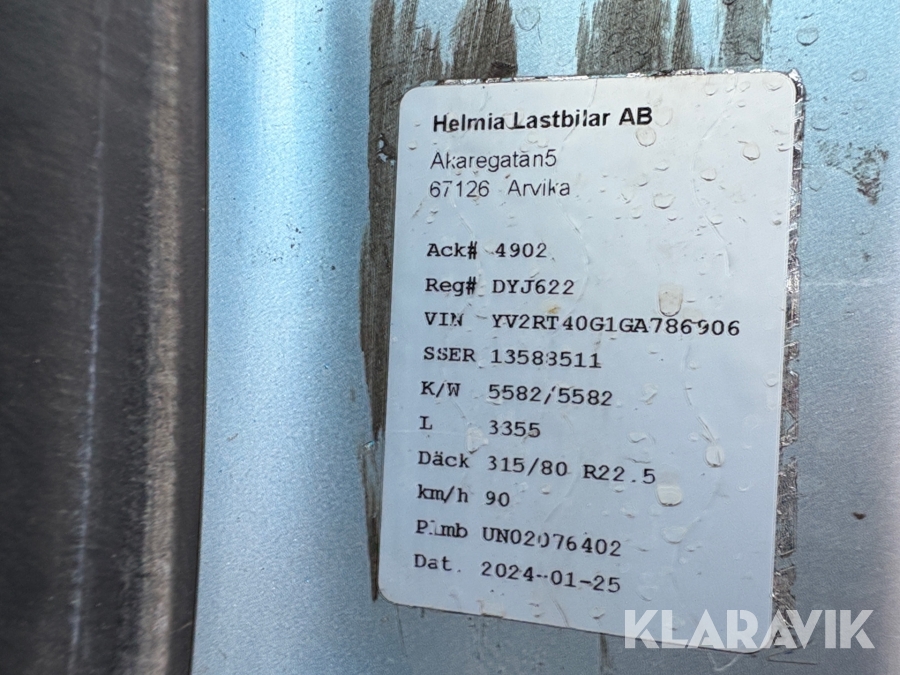 Helmia Lastbilar AB
Akaregatan5
67126 Arvika
Ack# 4902
Reg# DYJ622
VIN YV2RT40G1GA786906
SSER 13583511
K/W 5582/5582
L 3355
Däck 315/80 R22.5
km/h 90
Plmb UN02076402
Dat. 2024-01-25
KLARAVIK